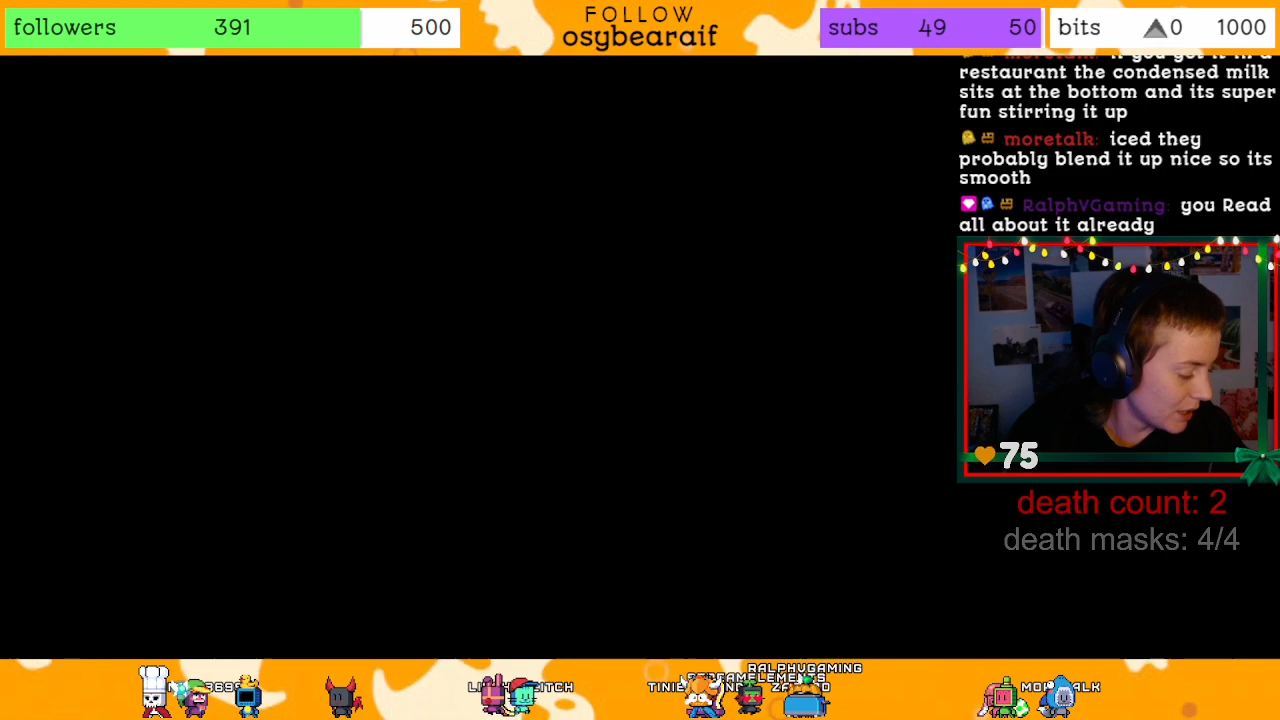 followers 391 500
FOLLOW
osybearaif
subs 49 50
bits 0 1000
restaurant the condensed milk
sits at the bottom and its super
fun stirring it up
moretalk: iced they
probably blend it up nice so its
smooth
RalphVGaming: you Read
all about it already
75
death count: 2
death masks: 4/4
RALPHVGAMING